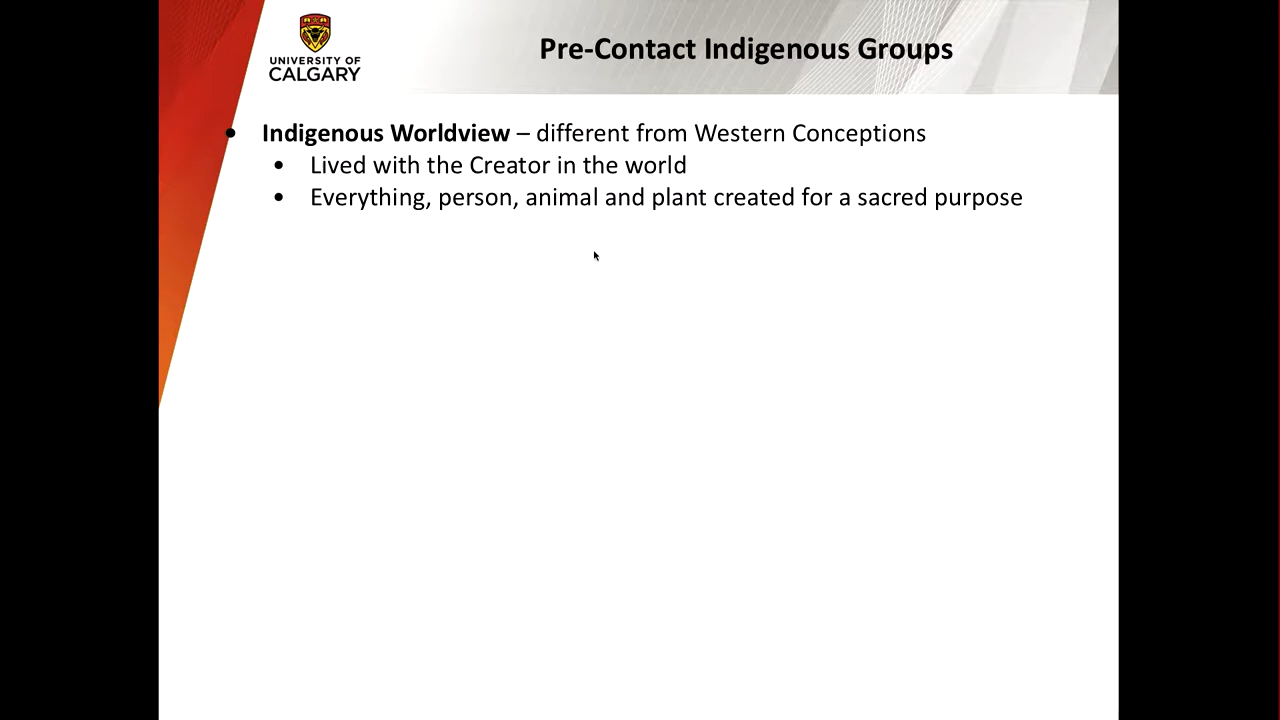 UNIVERSITY OF
CALGARY
Pre-Contact Indigenous Groups
• Indigenous Worldview – different from Western Conceptions
• Lived with the Creator in the world
• Everything, person, animal and plant created for a sacred purpose